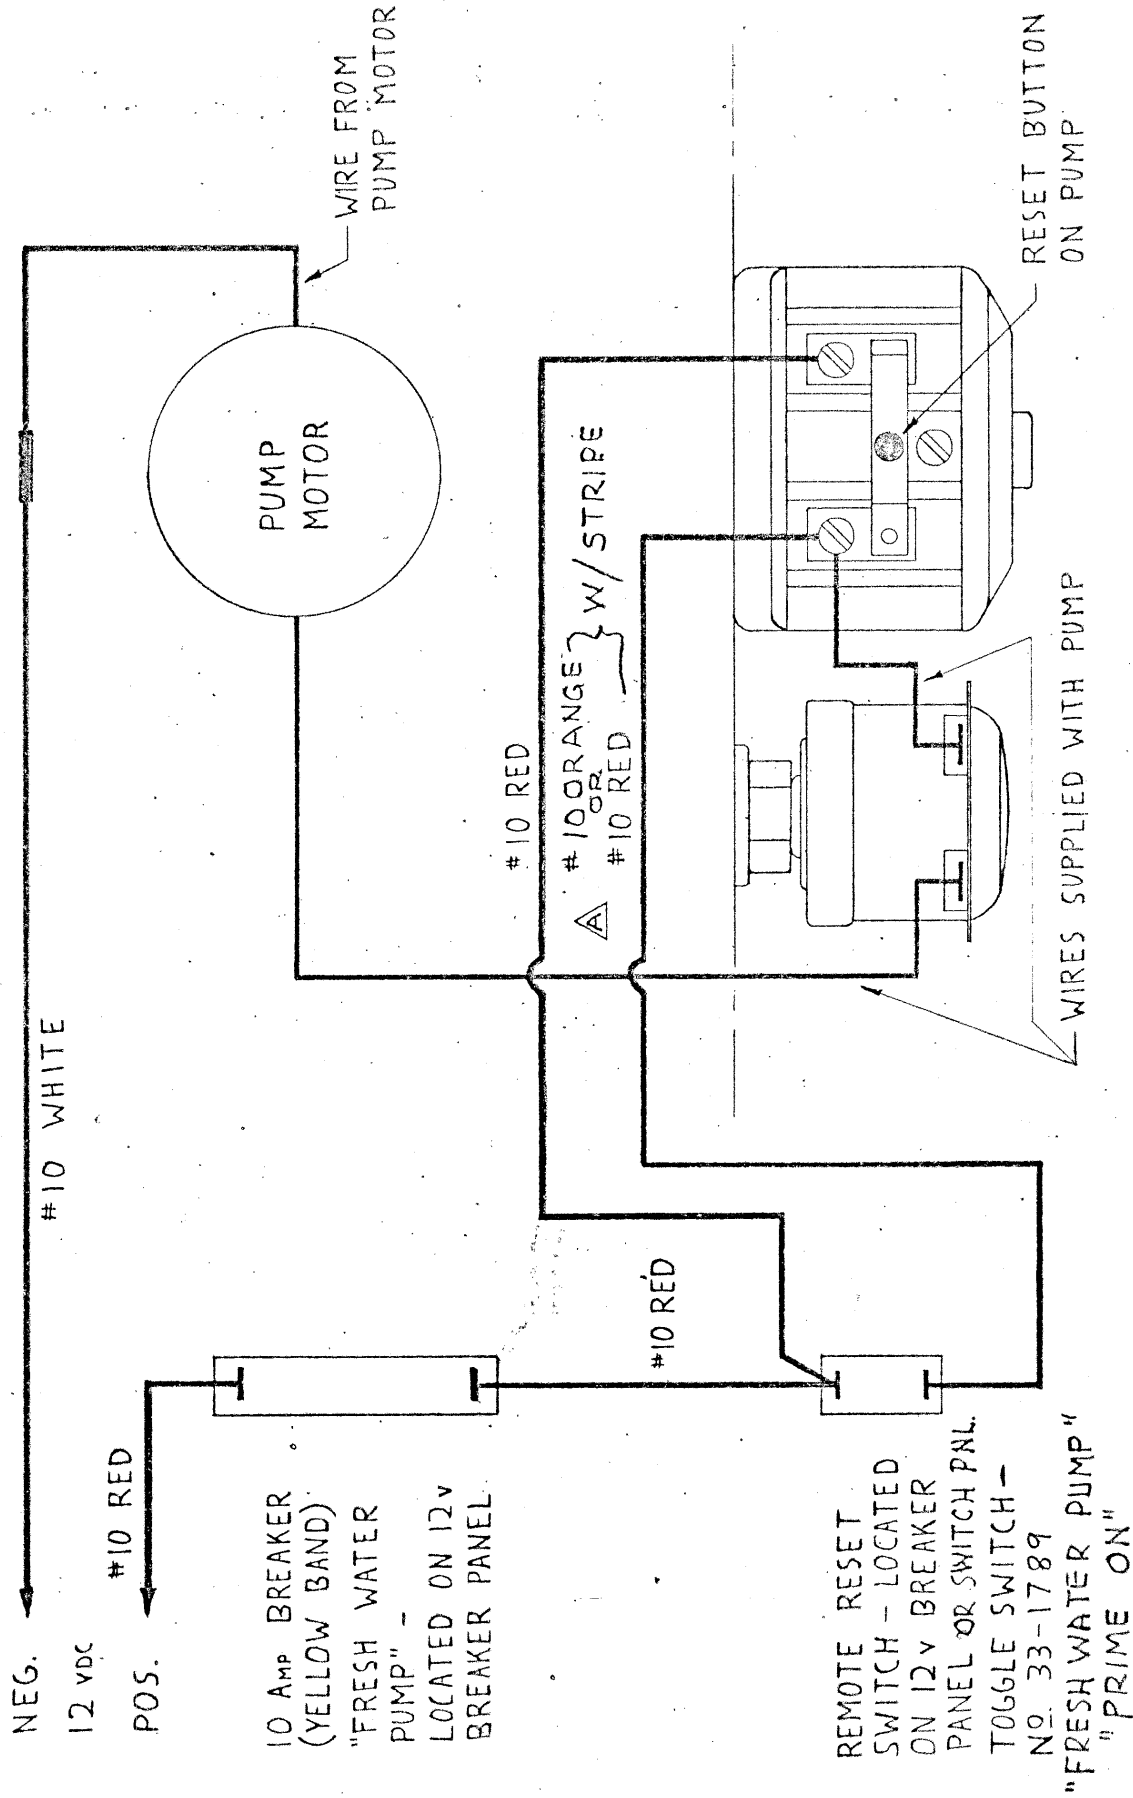 NEG.
12 VDC
POS.
#10 WHITE
#10 RED
10 AMP BREAKER
(YELLOW BAND)
"FRESH WATER
PUMP" –
LOCATED ON 12V
BREAKER PANEL
PUMP
MOTOR
WIRE FROM
PUMP MOTOR
#10 RED
#10 ORANGE
OR
#10 RED
W/STRIPE
A
#10 RED
REMOTE RESET
SWITCH – LOCATED
ON 12V BREAKER
PANEL OR SWITCH PNL.
TOGGLE SWITCH –
NO. 33-1789
"FRESH WATER PUMP"
"PRIME ON"
WIRES SUPPLIED WITH PUMP
RESET BUTTON
ON PUMP